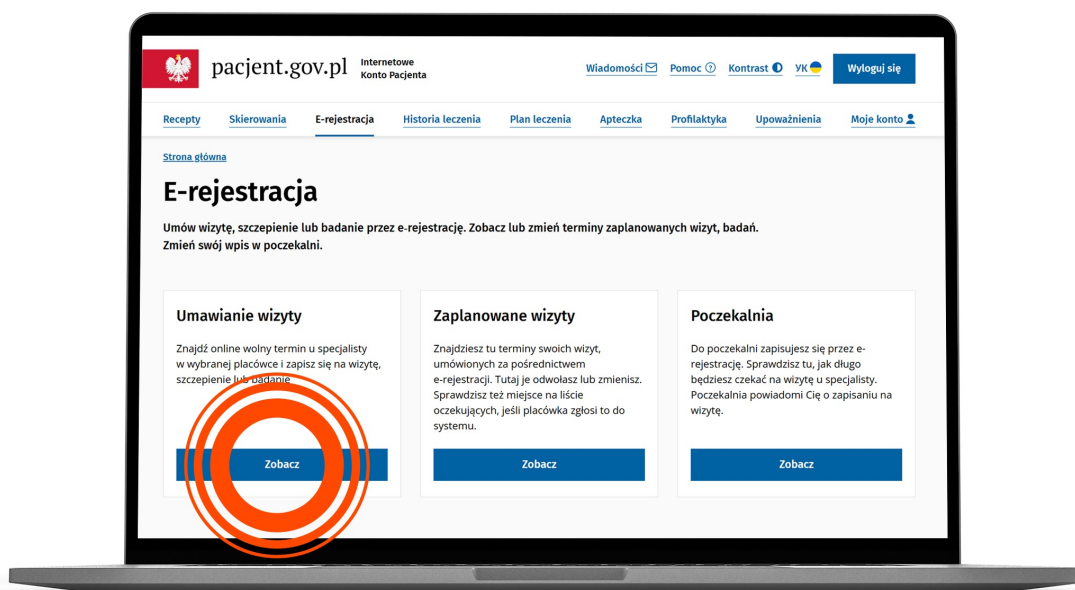 pacjent.gov.pl
Internetowe
Konto Pacjenta
Wiadomości
Pomoc
Kontrast
УК
Wyloguj się
Recepty
Skierowania
E-rejestracja
Historia leczenia
Plan leczenia
Apteczka
Profilaktyka
Upoważnienia
Moje konto
Strona główna
E-rejestracja
Umów wizytę, szczepienie lub badanie przez e-rejestrację. Zobacz lub zmień terminy zaplanowanych wizyt, badań.
Zmień swój wpis w poczekalni.
Umawianie wizyty
Znajdź online wolny termin u specjalisty
w wybranej placówce i zapisz się na wizytę,
szczepienie lub badanie
Zobacz
Zaplanowane wizyty
Znajdziesz tu terminy swoich wizyt,
umówionych za pośrednictwem
e-rejestracji. Tutaj je odwołasz lub zmienisz.
Sprawdzisz też miejsce na liście
oczekujących, jeśli placówka zgłosi to do
systemu.
Zobacz
Poczekalnia
Do poczekalni zapisujesz się przez e-
rejestrację. Sprawdzisz tu, jak długo
będziesz czekać na wizytę u specjalisty.
Poczekalnia powiadomi Cię o zapisaniu na
wizytę.
Zobacz